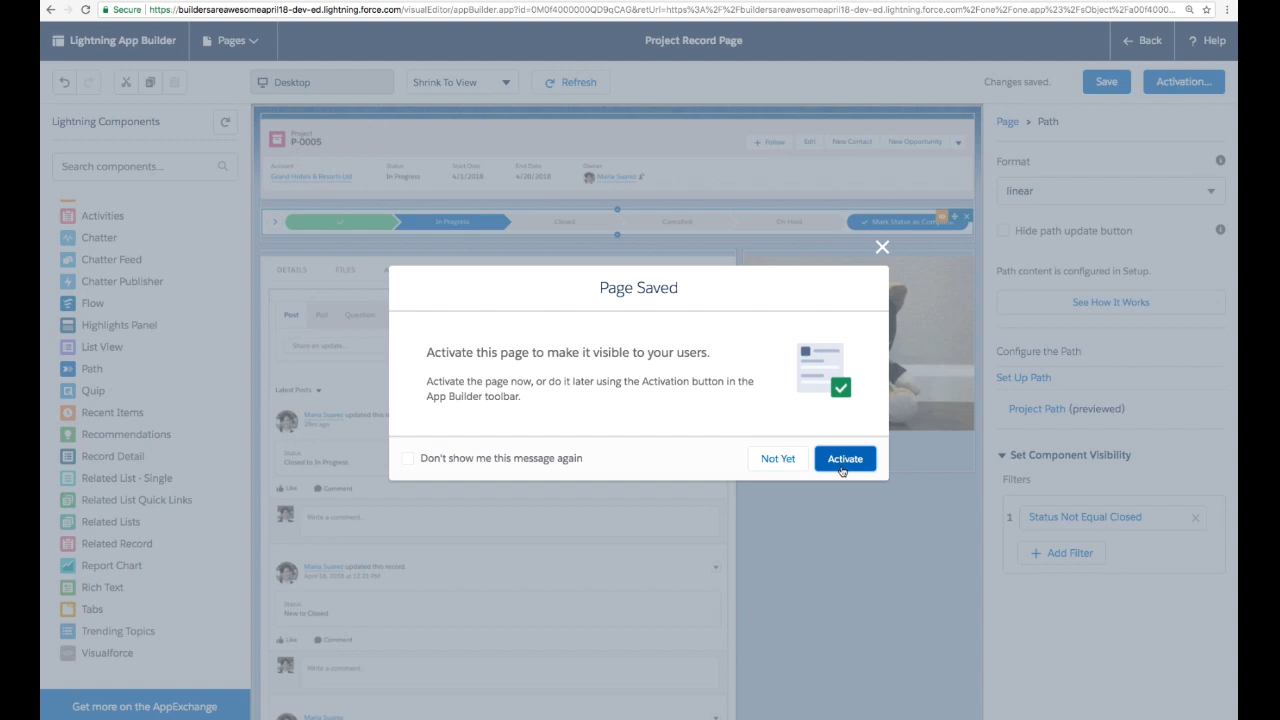 Secure
https://buildersareawesomeapril18-dev-ed.lightning.force.com/visualEditor/appBuilder.app?id=0M0f4000000QD9qCAG&retUrl=https%3A%2F%2Fbuildersareawesomeapril18-dev-ed.lightning.force.com%2Fone%2Fone.app%23%2FsObject%2Fa00f4000...
Lightning App Builder
Pages
Project Record Page
Back
? Help
Desktop
Shrink To View
Refresh
Changes saved.
Save
Activation...
Lightning Components
Search components...
Activities
Chatter
Chatter Feed
Chatter Publisher
Flow
Highlights Panel
List View
Path
Quip
Recent Items
Recommendations
Record Detail
Related List - Single
Related List Quick Links
Related Lists
Related Record
Report Chart
Rich Text
Tabs
Trending Topics
Visualforce
Get more on the AppExchange
Project
P-0005
+ Follow
Edit
New Contact
New Opportunity
Account
Status
Start Date
End Date
Owner
Grand Hotels & Resorts Ltd
In Progress
4/1/2018
4/20/2018
Maria Suarez
In Progress
Closed
Cancelled
On Hold
Mark Status as Comp...
DETAILS
FILES
Post
Poll
Question
Share an update...
Latest Posts
Maria Suarez updated this
Status
Closed to In Progress
Like
Comment
Write a comment...
Maria Suarez updated this record.
April 18, 2018 at 12:23 PM
Status
New to Closed
Like
Comment
Write a comment...
Maria Suarez updated this record.
Page Saved
Activate this page to make it visible to your users.
Activate the page now, or do it later using the Activation button in the
App Builder toolbar.
Don't show me this message again
Not Yet
Activate
Page > Path
Format
linear
Hide path update button
Path content is configured in Setup.
See How It Works
Configure the Path
Set Up Path
Project Path (previewed)
Set Component Visibility
Filters
1 Status Not Equal Closed
+ Add Filter